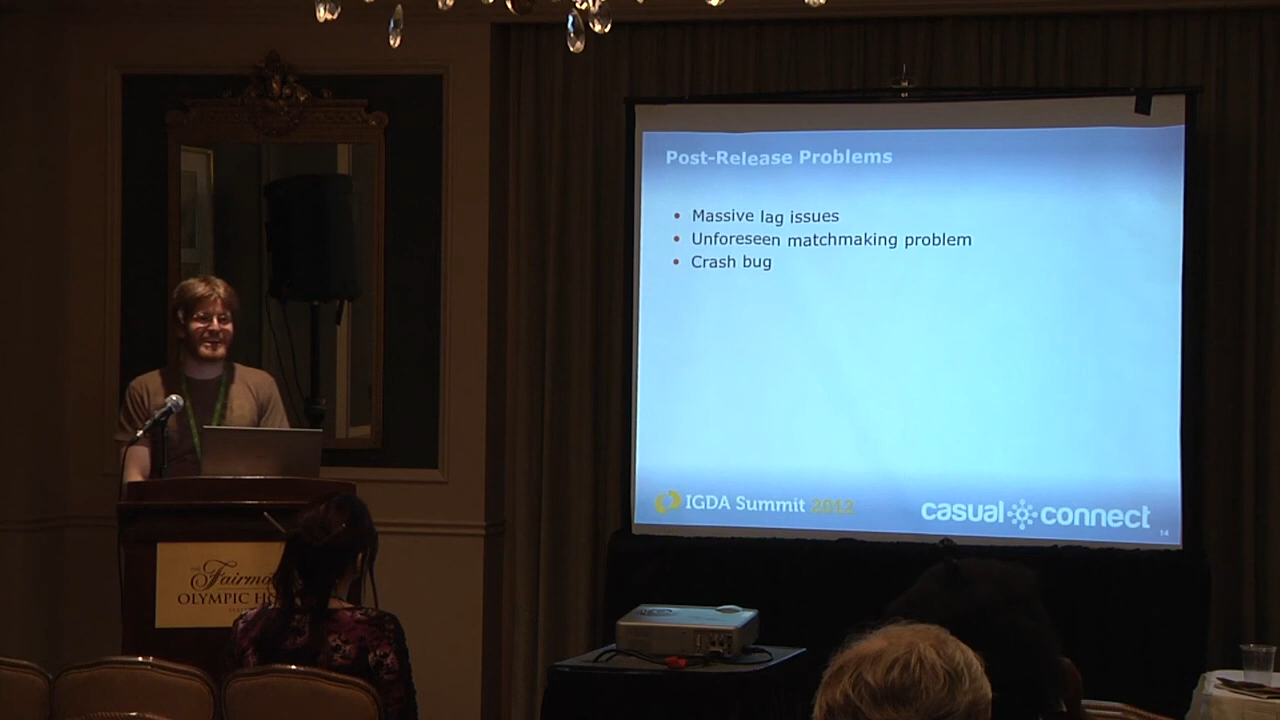 Post-Release Problems
• Massive lag issues
• Unforeseen matchmaking problem
• Crash bug
IGDA Summit 2012
casual connect
14
Fairmo
OLYMPIC HO